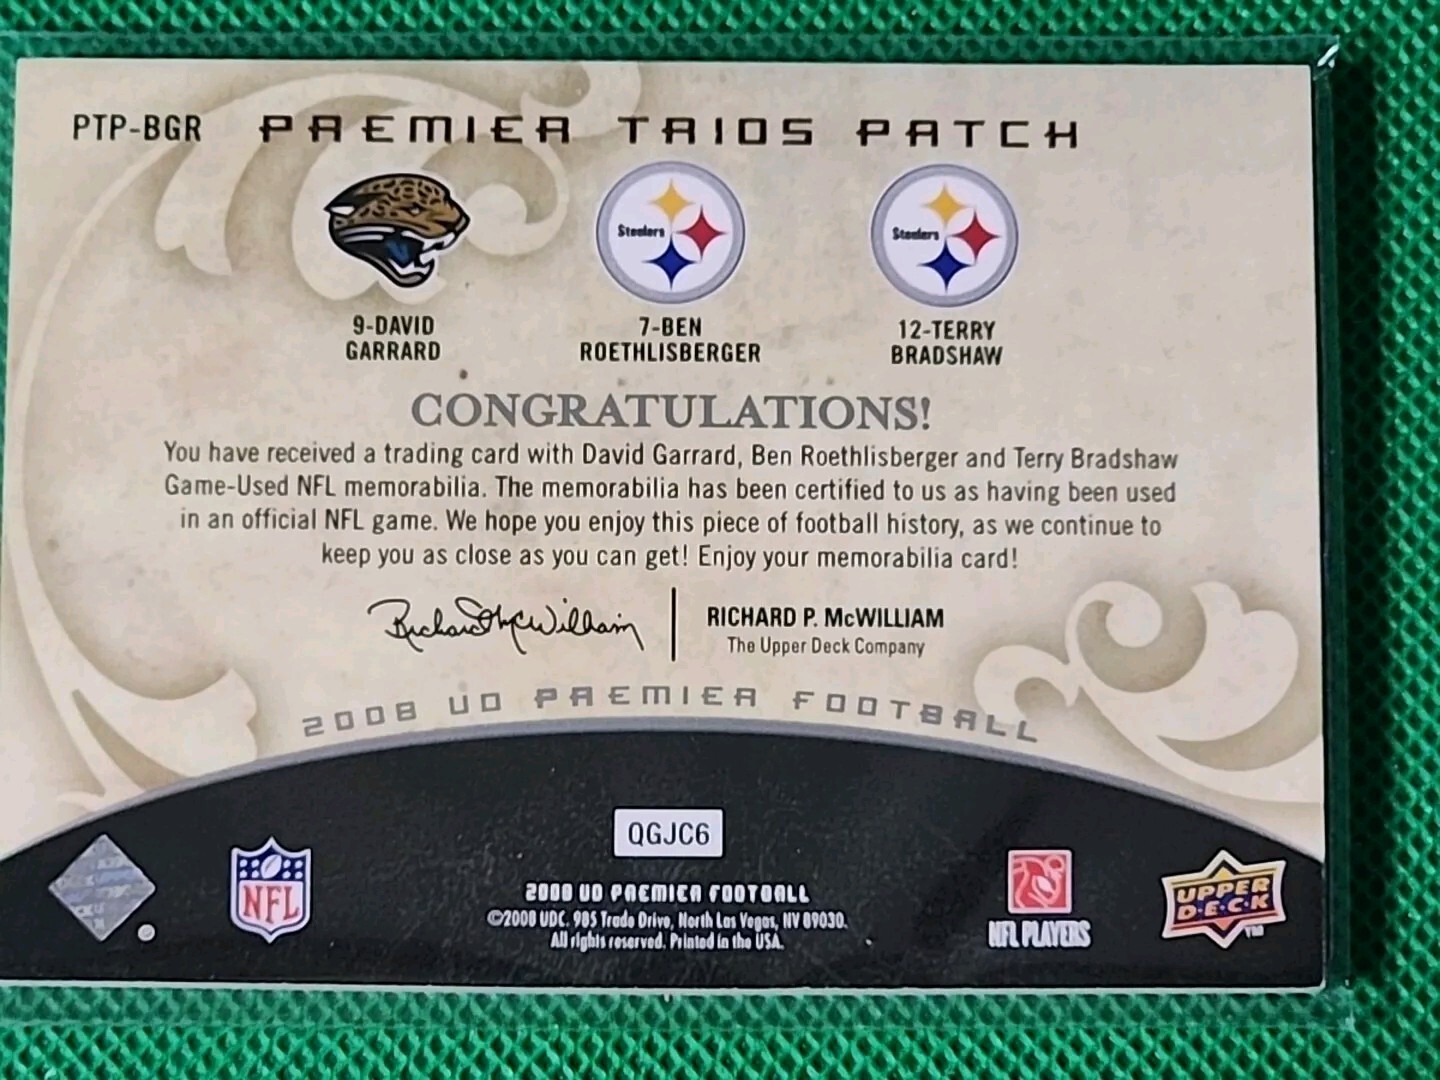 PTP-BGR PREMIER TRIOS PATCH
Steelers Steelers
9-DAVID GARRARD
7-BEN ROETHLISBERGER
12-TERRY BRADSHAW
CONGRATULATIONS!
You have received a trading card with David Garrard, Ben Roethlisberger and Terry Bradshaw
Game-Used NFL memorabilia. The memorabilia has been certified to us as having been used
in an official NFL game. We hope you enjoy this piece of football history, as we continue to
keep you as close as you can get! Enjoy your memorabilia card!
Richard McWilliam
RICHARD P. McWILLIAM
The Upper Deck Company
2008 UD PREMIER FOOTBALL
QGJC6
NFL
2008 UD PREMIER FOOTBALL
©2008 UDC. 985 Trade Drive, North Las Vegas, NV 89030.
All rights reserved. Printed in the USA.
NFL PLAYERS
UPPER
D·E·C·K
TM